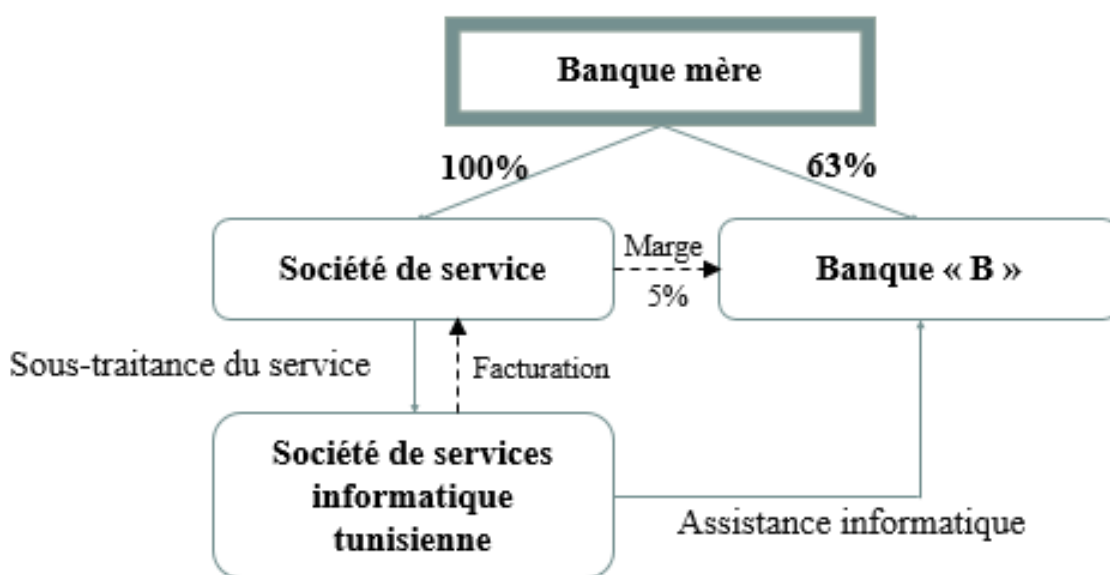 Banque mère
100%
63%
Société de service
Marge
5%
Banque « B »
Sous-traitance du service
Facturation
Société de services
informatique
tunisienne
Assistance informatique